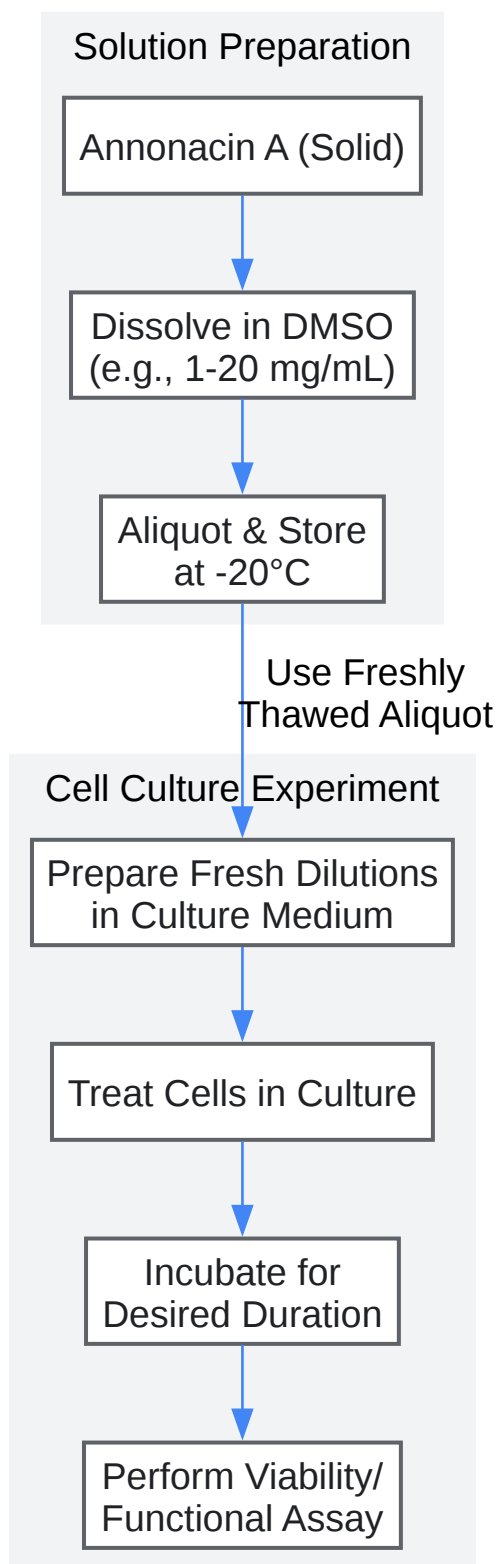 Solution Preparation
Annonacin A (Solid)
Dissolve in DMSO
(e.g., 1-20 mg/mL)
Aliquot & Store
at -20°C
Use Freshly
Thawed Aliquot
Cell Culture Experiment
Prepare Fresh Dilutions
in Culture Medium
Treat Cells in Culture
Incubate for
Desired Duration
Perform Viability/
Functional Assay